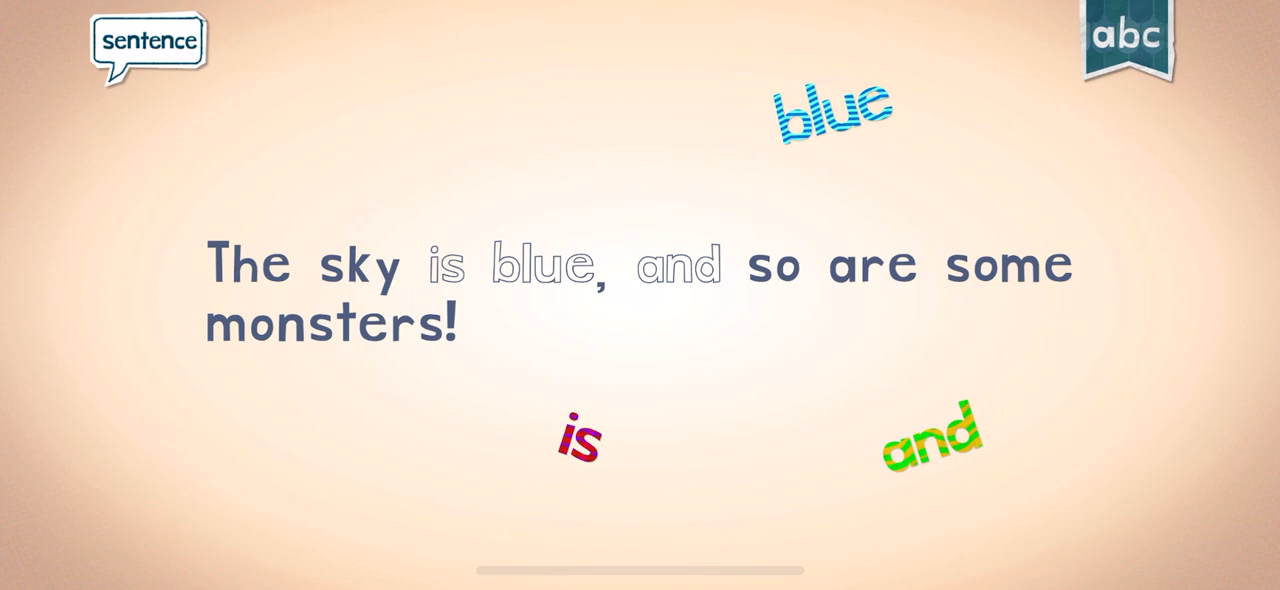 sentence
abc
blue
The sky is blue, and so are some
monsters!
is
and